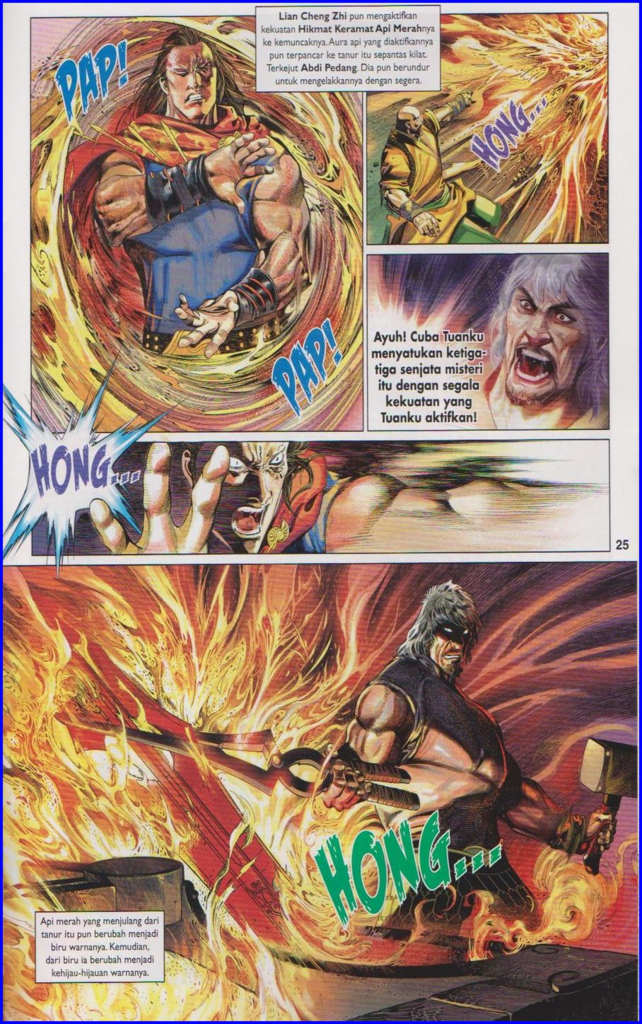 Lian Cheng Zhi pun mengaktifkan
kekuatan Hikmat Keramat Api Merahnya
ke kemuncaknya. Aura api yang diaktifkannya
pun terpancar ke tanur itu sepantas kilat.
Terkejut Abdi Pedang. Dia pun berundur
untuk mengelakkannya dengan segera.
PAP!
HONG...
PAP!
Ayuh! Cuba Tuanku
menyatukan ketiga-
tiga senjata misteri
itu dengan segala
kekuatan yang
Tuanku aktifkan!
HONG...
25
HONG...
Api merah yang menjulang dari
tanur itu pun berubah menjadi
biru warnanya. Kemudian,
dari biru ia berubah menjadi
kehijau-hijauan warnanya.